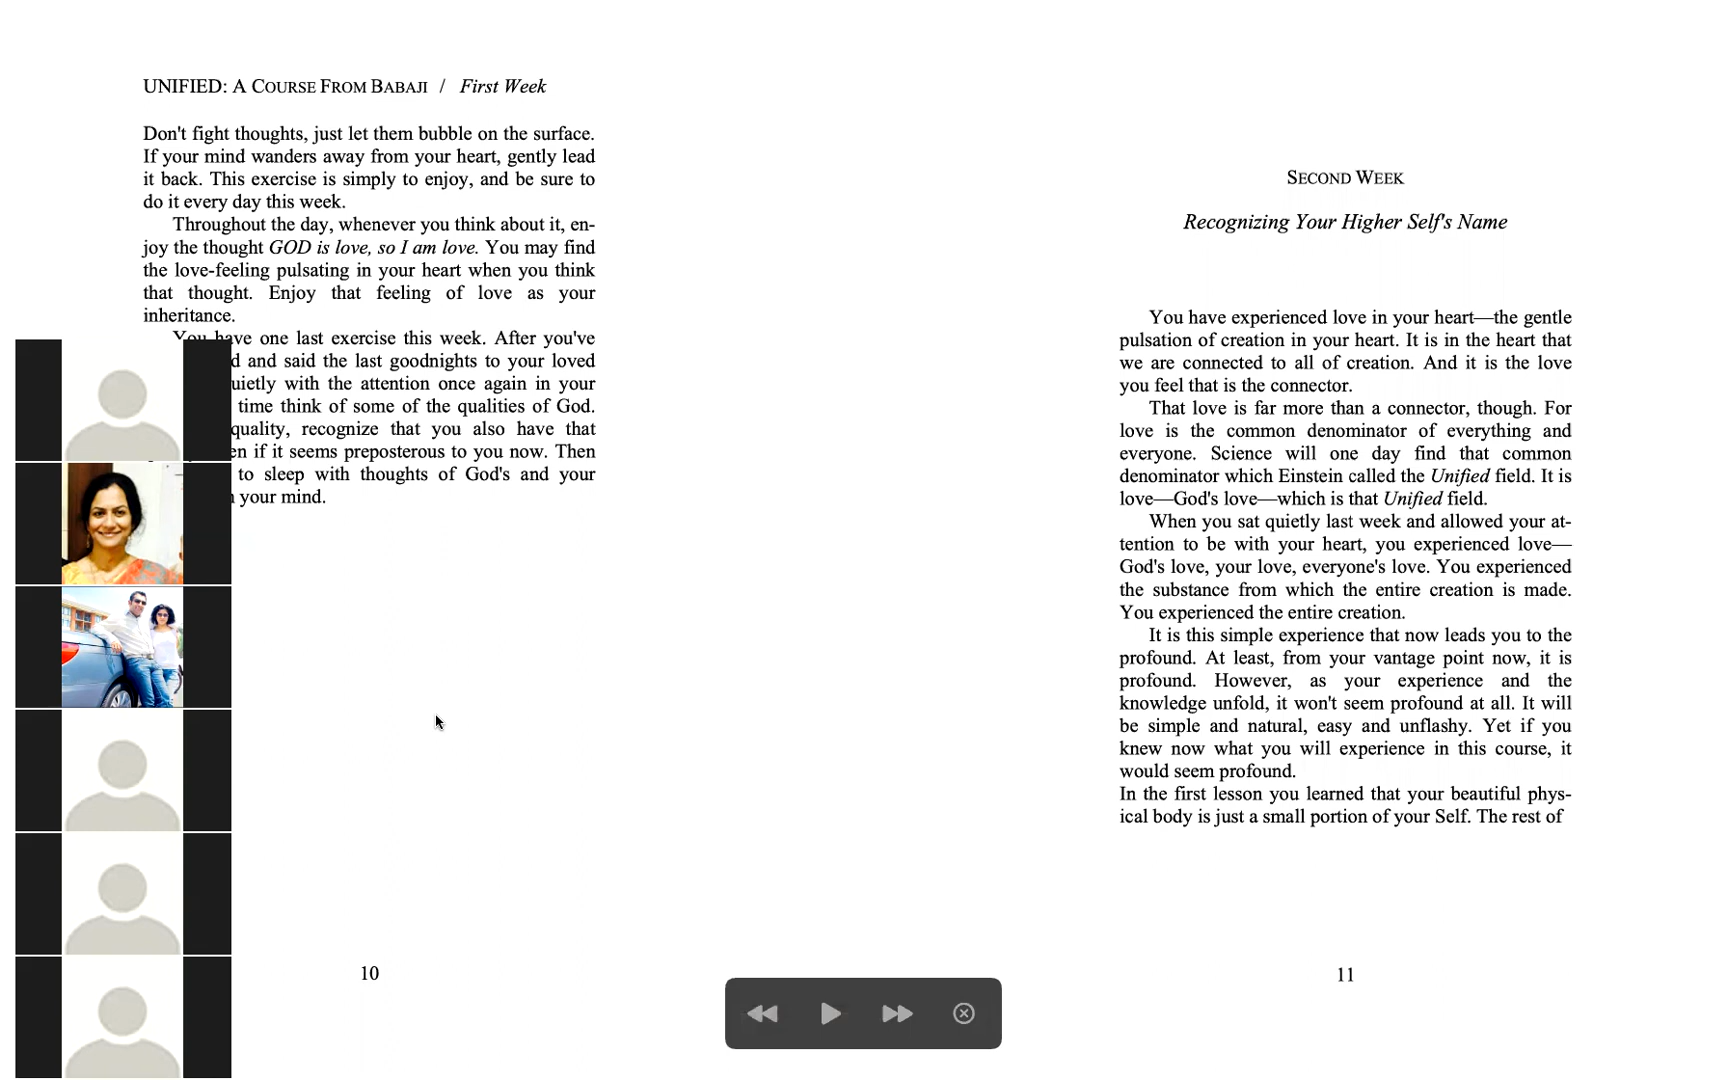 UNIFIED: A COURSE FROM BABAJI / First Week
Don't fight thoughts, just let them bubble on the surface.
If your mind wanders away from your heart, gently lead
it back. This exercise is simply to enjoy, and be sure to
do it every day this week.
Throughout the day, whenever you think about it, en-
joy the thought GOD is love, so I am love. You may find
the love-feeling pulsating in your heart when you think
that thought. Enjoy that feeling of love as your
inheritance.
You have one last exercise this week. After you've
and said the last goodnights to your loved
with the attention once again in your
time think of some of the qualities of God.
quality, recognize that you also have that
if it seems preposterous to you now. Then
to sleep with thoughts of God's and your
your mind.
10
SECOND WEEK
Recognizing Your Higher Self's Name
You have experienced love in your heart—the gentle
pulsation of creation in your heart. It is in the heart that
we are connected to all of creation. And it is the love
you feel that is the connector.
That love is far more than a connector, though. For
love is the common denominator of everything and
everyone. Science will one day find that common
denominator which Einstein called the Unified field. It is
love—God's love—which is that Unified field.
When you sat quietly last week and allowed your at-
tention to be with your heart, you experienced love—
God's love, your love, everyone's love. You experienced
the substance from which the entire creation is made.
You experienced the entire creation.
It is this simple experience that now leads you to the
profound. At least, from your vantage point now, it is
profound. However, as your experience and the
knowledge unfold, it won't seem profound at all. It will
be simple and natural, easy and unflashy. Yet if you
knew now what you will experience in this course, it
would seem profound.
In the first lesson you learned that your beautiful phys-
ical body is just a small portion of your Self. The rest of
11